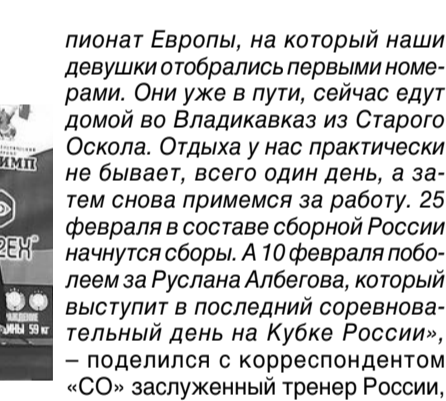 пионат Европы, на который наши
девушки отобрались первыми номе-
рами. Они уже в пути, сейчас едут
домой во Владикавказ из Старого
Оскола. Отдыха у нас практически
не бывает, всего один день, а за-
тем снова примемся за работу. 25
февраля в составе сборной России
начнутся сборы. А 10 февраля побо-
леем за Руслана Албегова, который
выступит в последний соревнова-
тельный день на Кубке России»,
– поделился с корреспондентом
«СО» заслуженный тренер России,
ИМП
59 кг